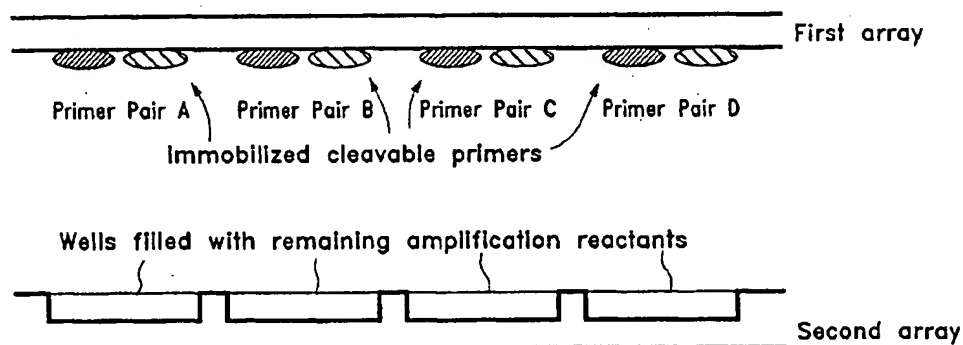 First array
Primer Pair A Primer Pair B Primer Pair C Primer Pair D
Immobilized cleavable primers
Wells filled with remaining amplification reactants
Second array